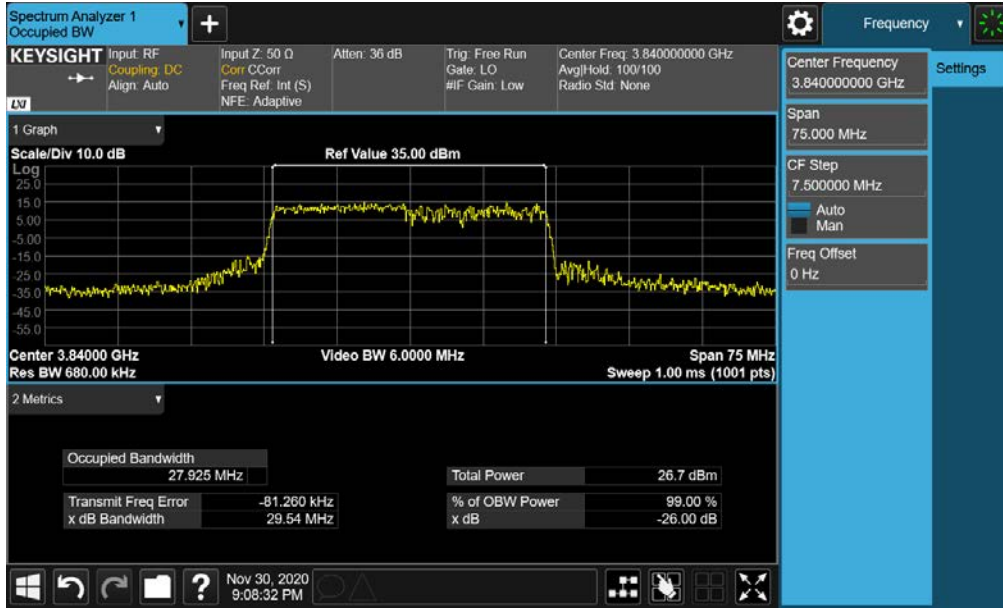 Spectrum Analyzer 1
Occupied BW
+
Frequency
KEYSIGHT
LXI
Input: RF
Coupling: DC
Align: Auto
Input Z: 50 Ω
Corr CCorr
Freq Ref: Int (S)
NFE: Adaptive
Atten: 36 dB
Trig: Free Run
Gate: LO
#IF Gain: Low
Center Freq: 3.840000000 GHz
Avg|Hold: 100/100
Radio Std: None
Center Frequency
3.840000000 GHz
Settings
Span
75.000 MHz
CF Step
7.500000 MHz
Auto
Man
Freq Offset
0 Hz
1 Graph
Scale/Div 10.0 dB
Ref Value 35.00 dBm
Log
25.0
15.0
5.00
-5.00
-15.0
-25.0
-35.0
-45.0
-55.0
Center 3.84000 GHz
Video BW 6.0000 MHz
Span 75 MHz
Res BW 680.00 kHz
Sweep 1.00 ms (1001 pts)
2 Metrics
Occupied Bandwidth
27.925 MHz
Total Power 26.7 dBm
Transmit Freq Error -81.260 kHz
% of OBW Power 99.00 %
x dB Bandwidth 29.54 MHz
x dB -26.00 dB
?
Nov 30, 2020
9:08:32 PM